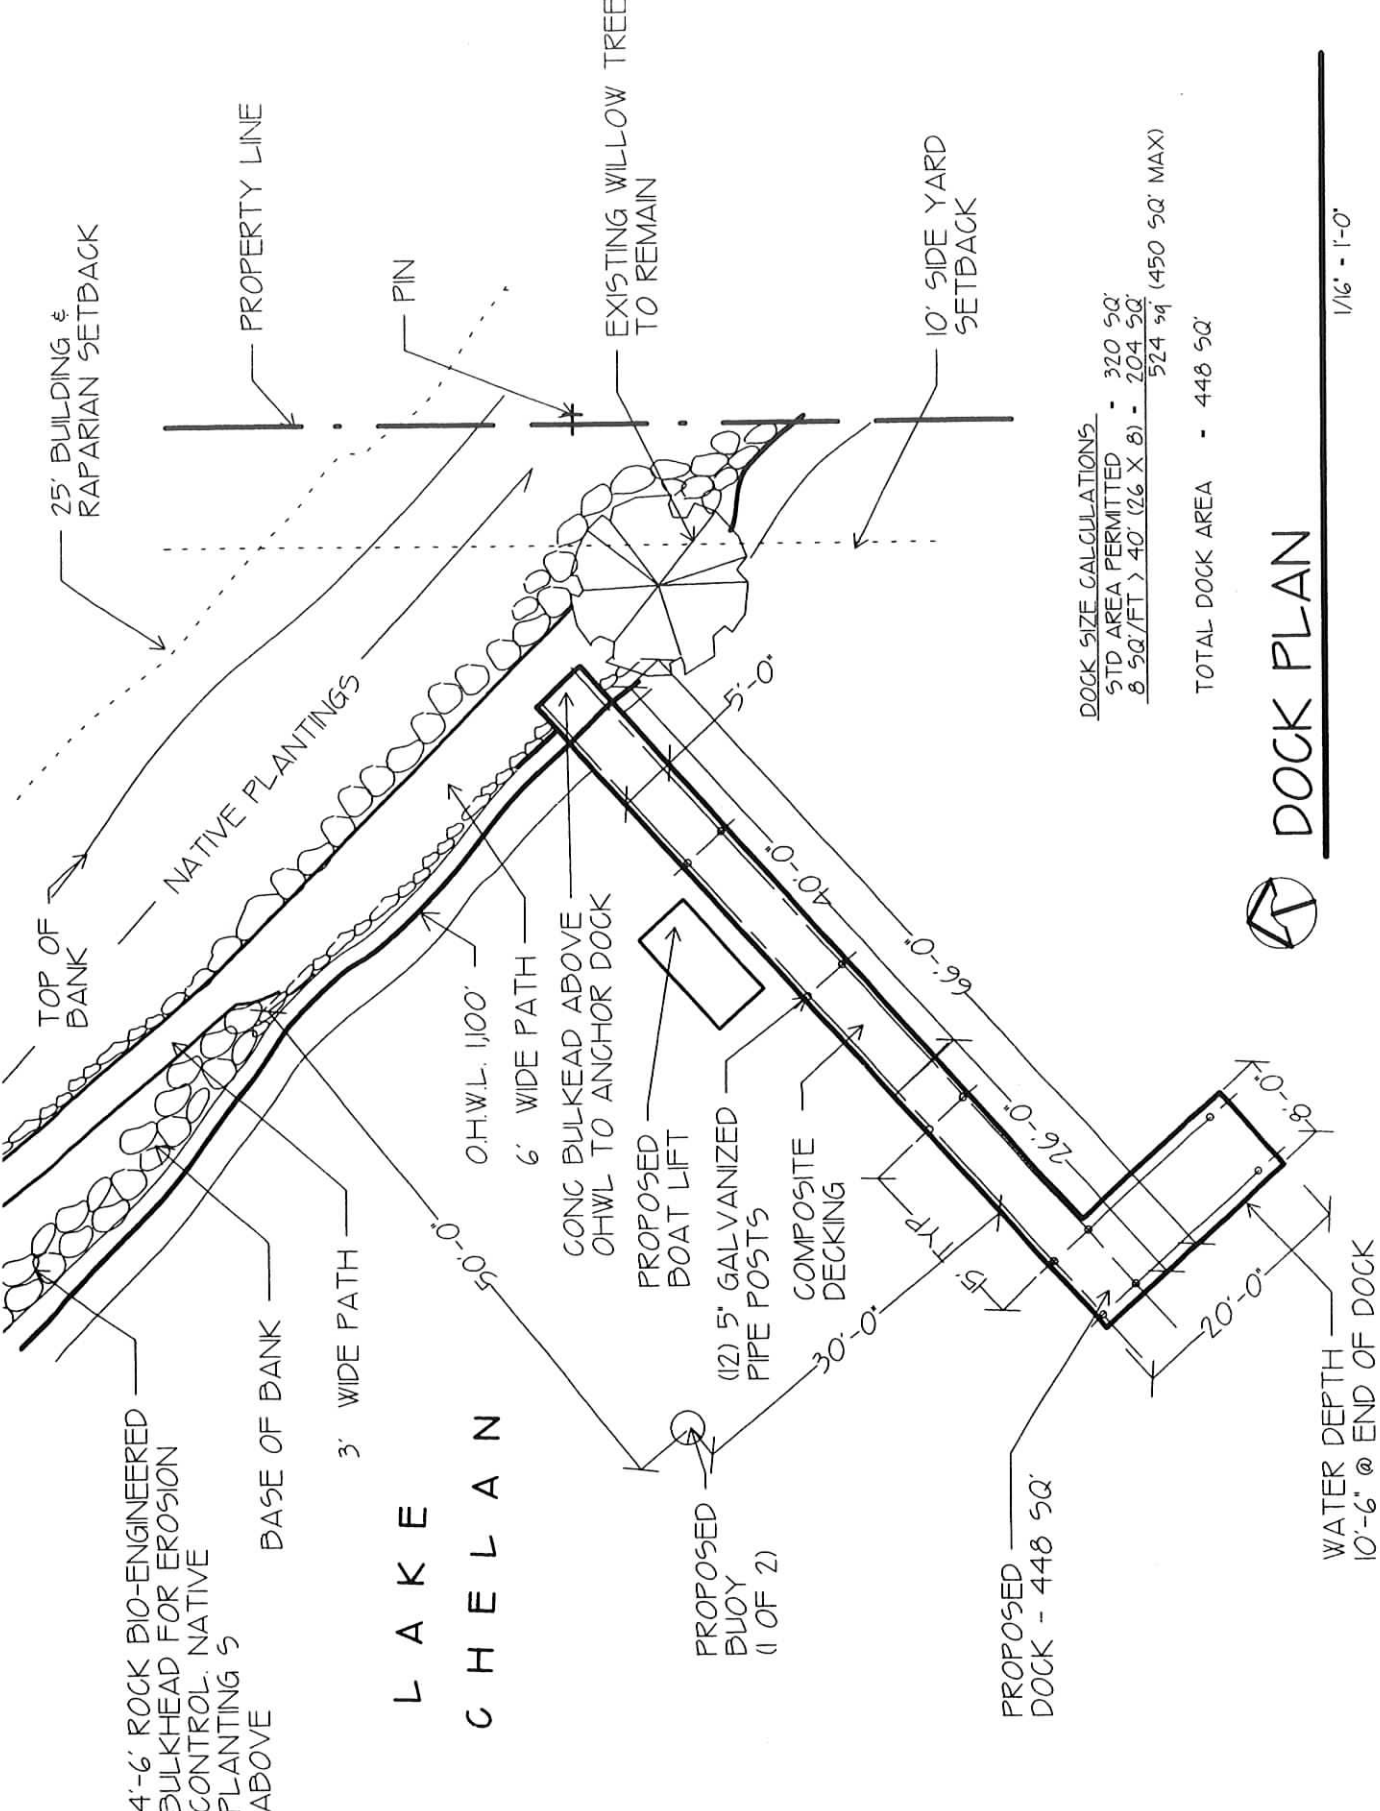 25' BUILDING &
RAPARIAN SETBACK
PROPERTY LINE
PIN
EXISTING WILLOW TREE
TO REMAIN
10' SIDE YARD
SETBACK
TOP OF
BANK
NATIVE PLANTINGS
5'-0"
40'-0"
66'-0"
26'-0"
8'-0"
20'-0"
15'
TYP
30'-0"
50'-0"
O.H.W.L. 1,100'
6' WIDE PATH
CONC BULKEAD ABOVE
OHWL TO ANCHOR DOCK
PROPOSED
BOAT LIFT
(12) 5" GALVANIZED
PIPE POSTS
COMPOSITE
DECKING
4'-6' ROCK BIO-ENGINEERED
BULKHEAD FOR EROSION
CONTROL. NATIVE
PLANTING S
ABOVE
BASE OF BANK
3' WIDE PATH
LAKE
CHELAN
PROPOSED
BUOY
(1 OF 2)
PROPOSED
DOCK - 448 SQ'
WATER DEPTH
10'-6" @ END OF DOCK
DOCK SIZE CALCULATIONS
STD AREA PERMITTED - 320 SQ'
8 SQ'/FT > 40' (26 X 8) - 204 SQ'
524 sq' (450 SQ' MAX)
TOTAL DOCK AREA - 448 SQ'
DOCK PLAN
1/16" - 1'-0"